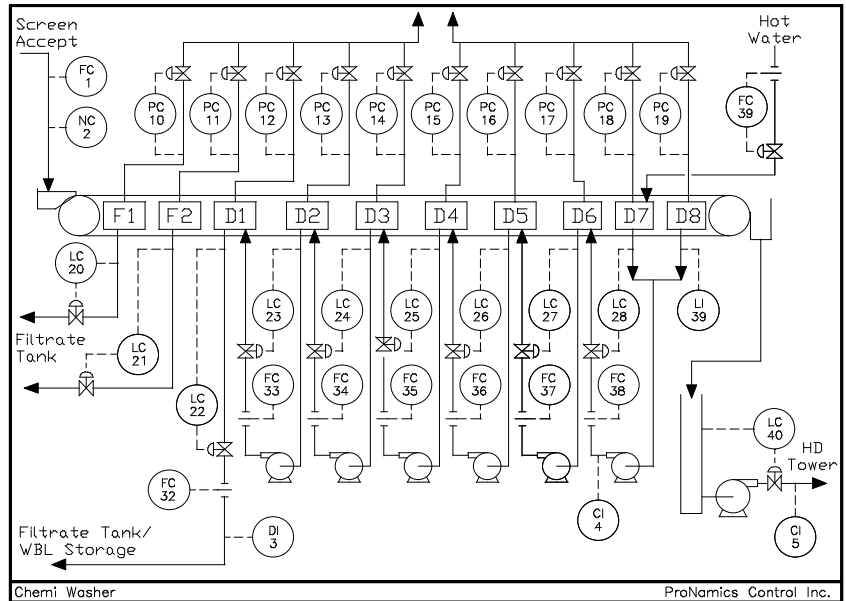 Screen
Accept
Hot
Water
FC
1
NC
2
PC
10
PC
11
PC
12
PC
13
PC
14
PC
15
PC
16
PC
17
PC
18
PC
19
FC
39
F1 F2 D1 D2 D3 D4 D5 D6 D7 D8
LC
20
LC
21
LC
22
LC
23
LC
24
LC
25
LC
26
LC
27
LC
28
LI
39
Filtrate
Tank
FC
33
FC
34
FC
35
FC
36
FC
37
FC
38
LC
40
HD
Tower
FC
32
DI
3
CI
4
CI
5
Filtrate Tank/
WBL Storage
Chemi Washer
ProNamics Control Inc.